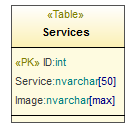 «Table»
Services
«PK» ID:int
Service:nvarchar[50]
Image:nvarchar[max]